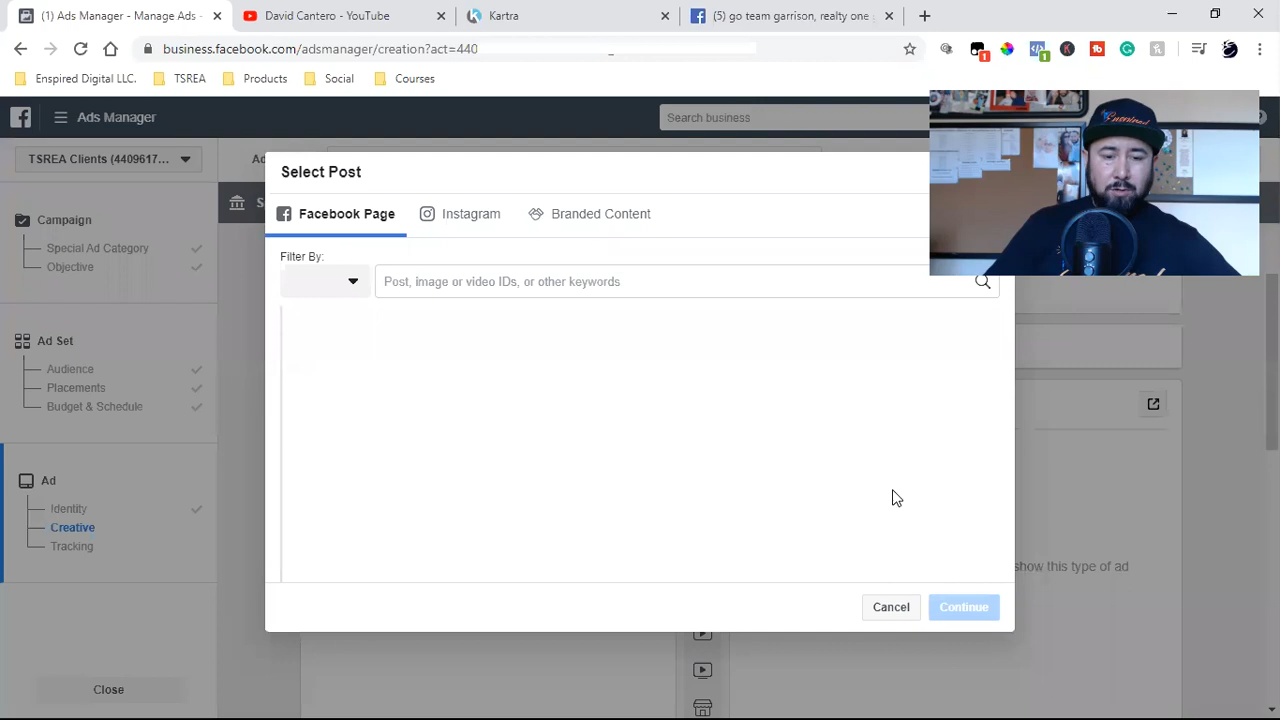 (1) Ads Manager - Manage Ads -
David Cantero - YouTube
Kartra
(5) go team garrison, realty one
business.facebook.com/adsmanager/creation?act=440
1
1
Enspired Digital LLC.
TSREA
Products
Social
Courses
Ads Manager
Search business
TSREA Clients (4409617...
Ad
S
Campaign
Special Ad Category
Objective
Ad Set
Audience
Placements
Budget & Schedule
Ad
Identity
Creative
Tracking
Close
Select Post
Facebook Page
Instagram
Branded Content
Filter By:
Post, image or video IDs, or other keywords
show this type of ad
Cancel
Continue